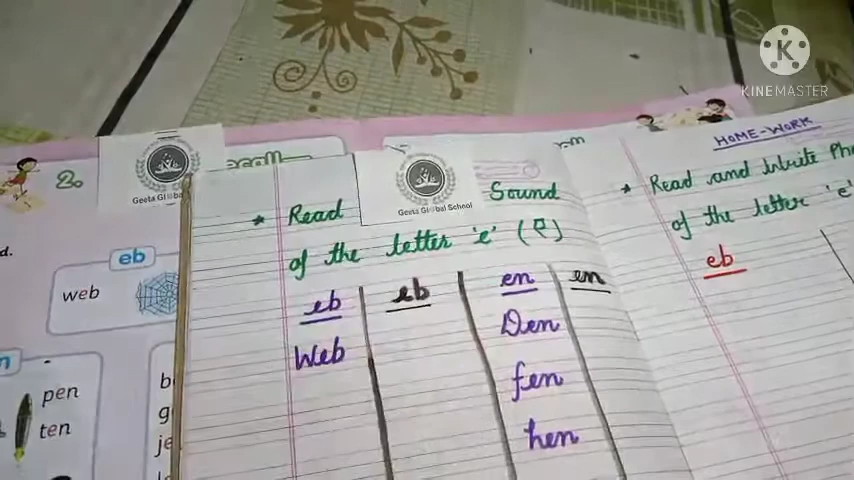 KINEMASTER
2.
Geeta Global
d.
eb
web
pen
ten
Geeta Global School
* Read Sound
of the letter 'e' (ए)
eb eb en en
Web Den
fen
hen
HOME-WORK
* Read and Write
of the letter 'e'
eb